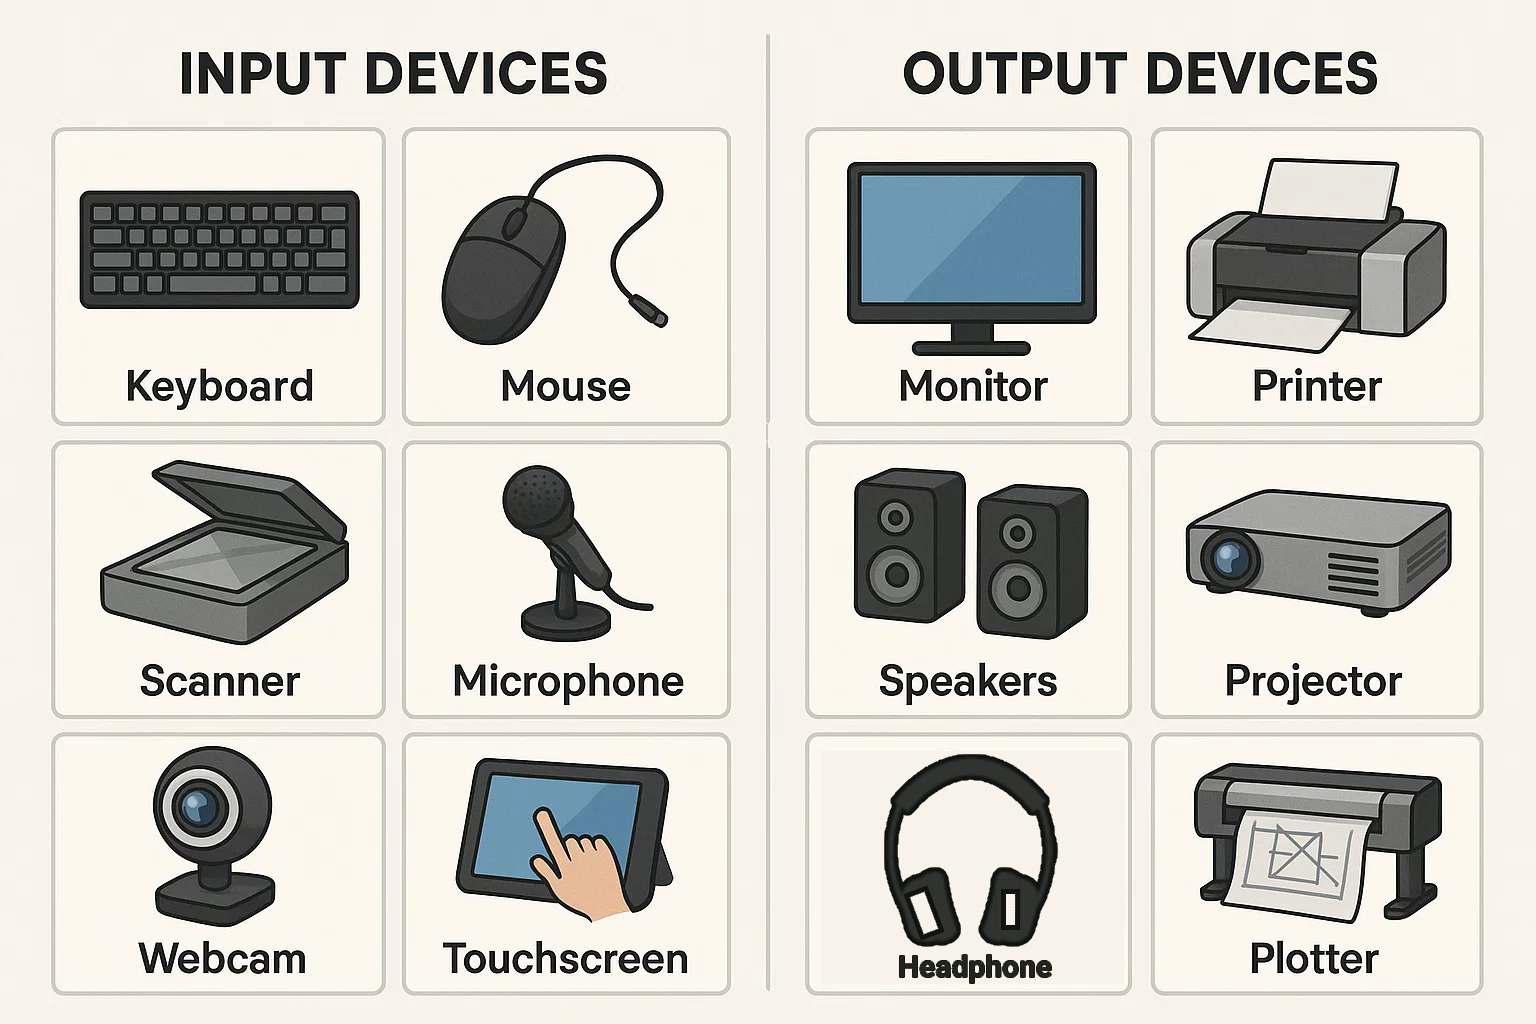 INPUT DEVICES
Keyboard
Mouse
Scanner
Microphone
Webcam
Touchscreen
OUTPUT DEVICES
Monitor
Printer
Speakers
Projector
Headphone
Plotter